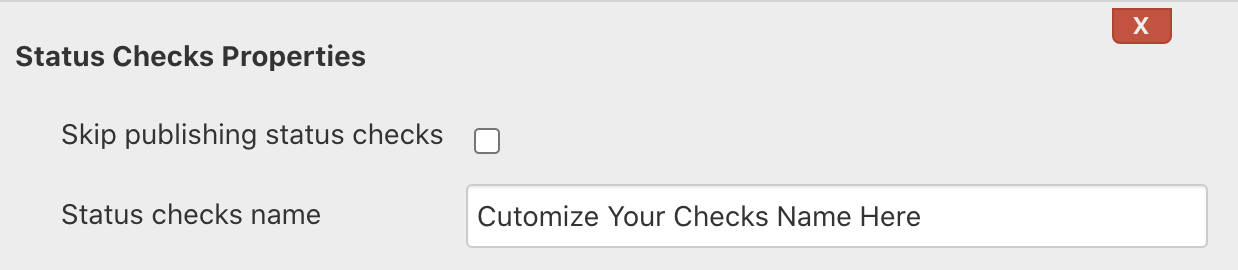 X
Status Checks Properties
Skip publishing status checks
Status checks name
Cutomize Your Checks Name Here